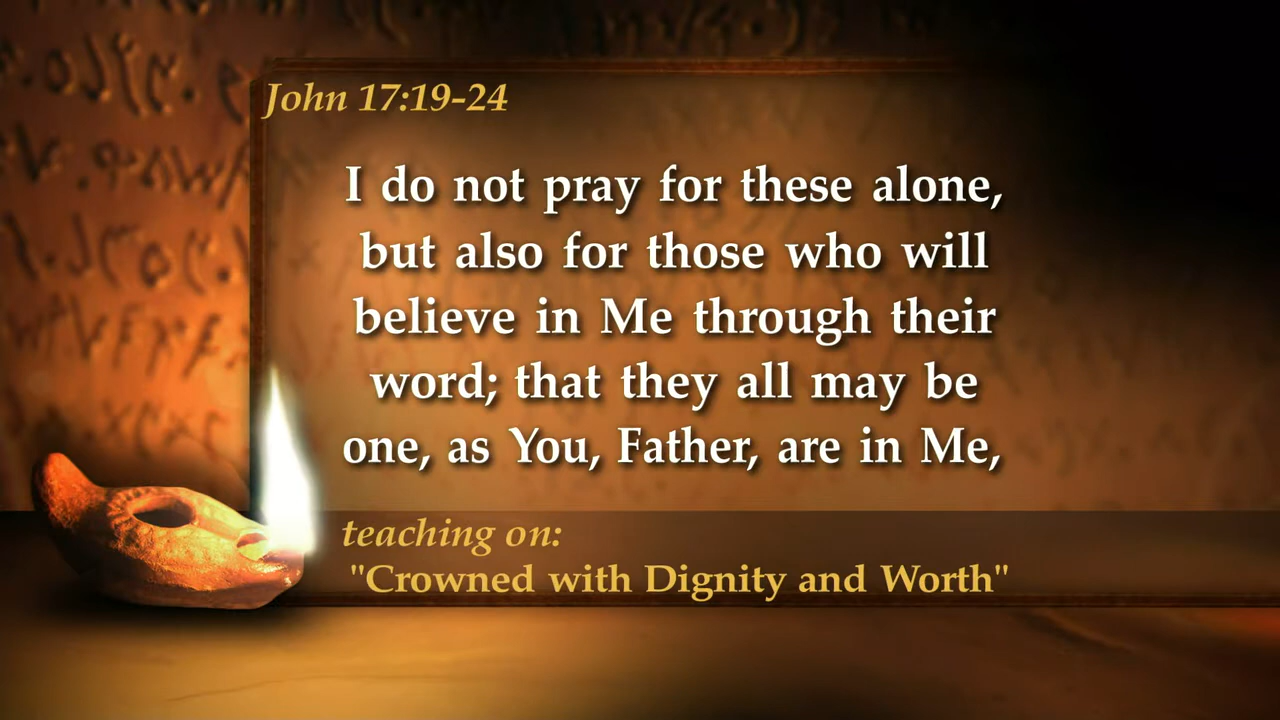 John 17:19-24
I do not pray for these alone,
but also for those who will
believe in Me through their
word; that they all may be
one, as You, Father, are in Me,
teaching on:
"Crowned with Dignity and Worth"